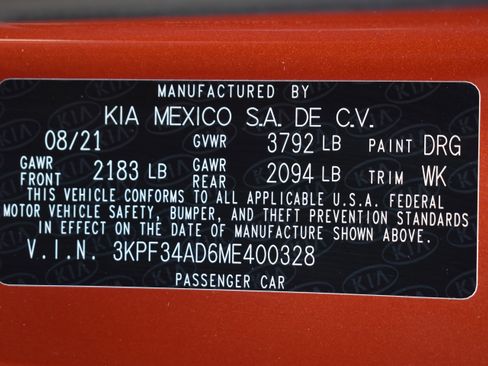 MANUFACTURED BY
KIA MEXICO S.A. DE C.V.
08/21 GVWR 3792 LB PAINT DRG
GAWR FRONT 2183 LB GAWR REAR 2094 LB TRIM WK
THIS VEHICLE CONFORMS TO ALL APPLICABLE U.S.A. FEDERAL
MOTOR VEHICLE SAFETY, BUMPER, AND THEFT PREVENTION STANDARDS
IN EFFECT ON THE DATE OF MANUFACTURE SHOWN ABOVE.
V.I.N. 3KPF34AD6ME400328
PASSENGER CAR